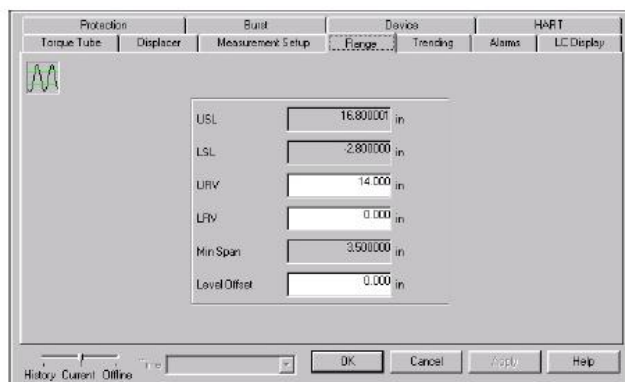 Protection Burst Device HART
Torque Tube Displacer Measurement Setup Range Trending Alarms LC Display
USL 16.800001 in
LSL -2.800000 in
URV 14.000 in
LRV 0.000 in
Min Span 3.500000 in
Level Offset 0.000 in
Time OK Cancel Apply Help
History Current Offline